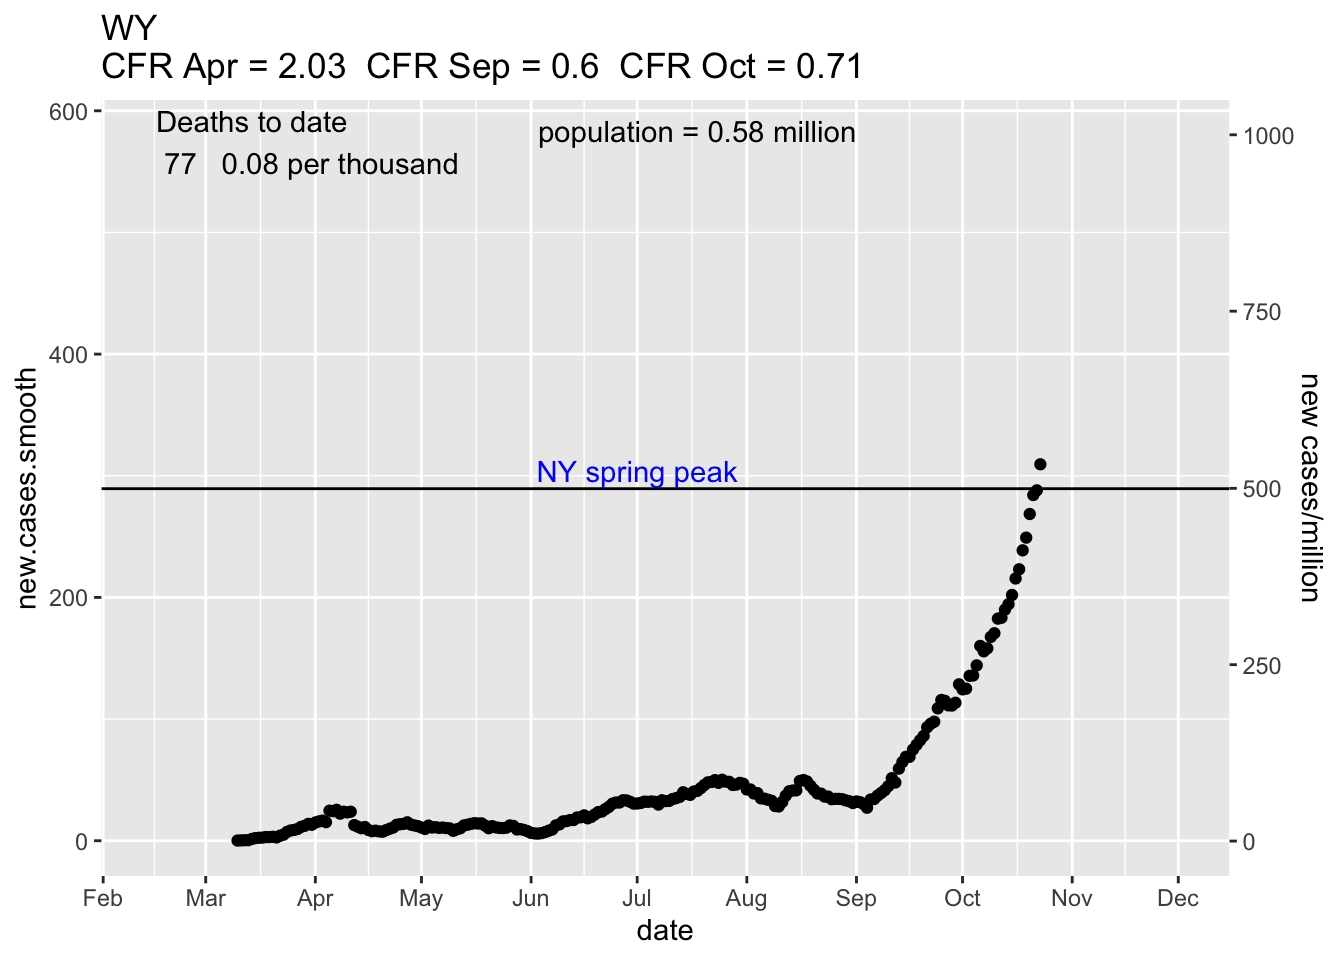 WY
CFR Apr = 2.03  CFR Sep = 0.6  CFR Oct = 0.71
Deaths to date
77   0.08 per thousand
population = 0.58 million
NY spring peak
new.cases.smooth
600
400
200
0
new cases/million
1000
750
500
250
0
Feb Mar Apr May Jun Jul Aug Sep Oct Nov Dec
date